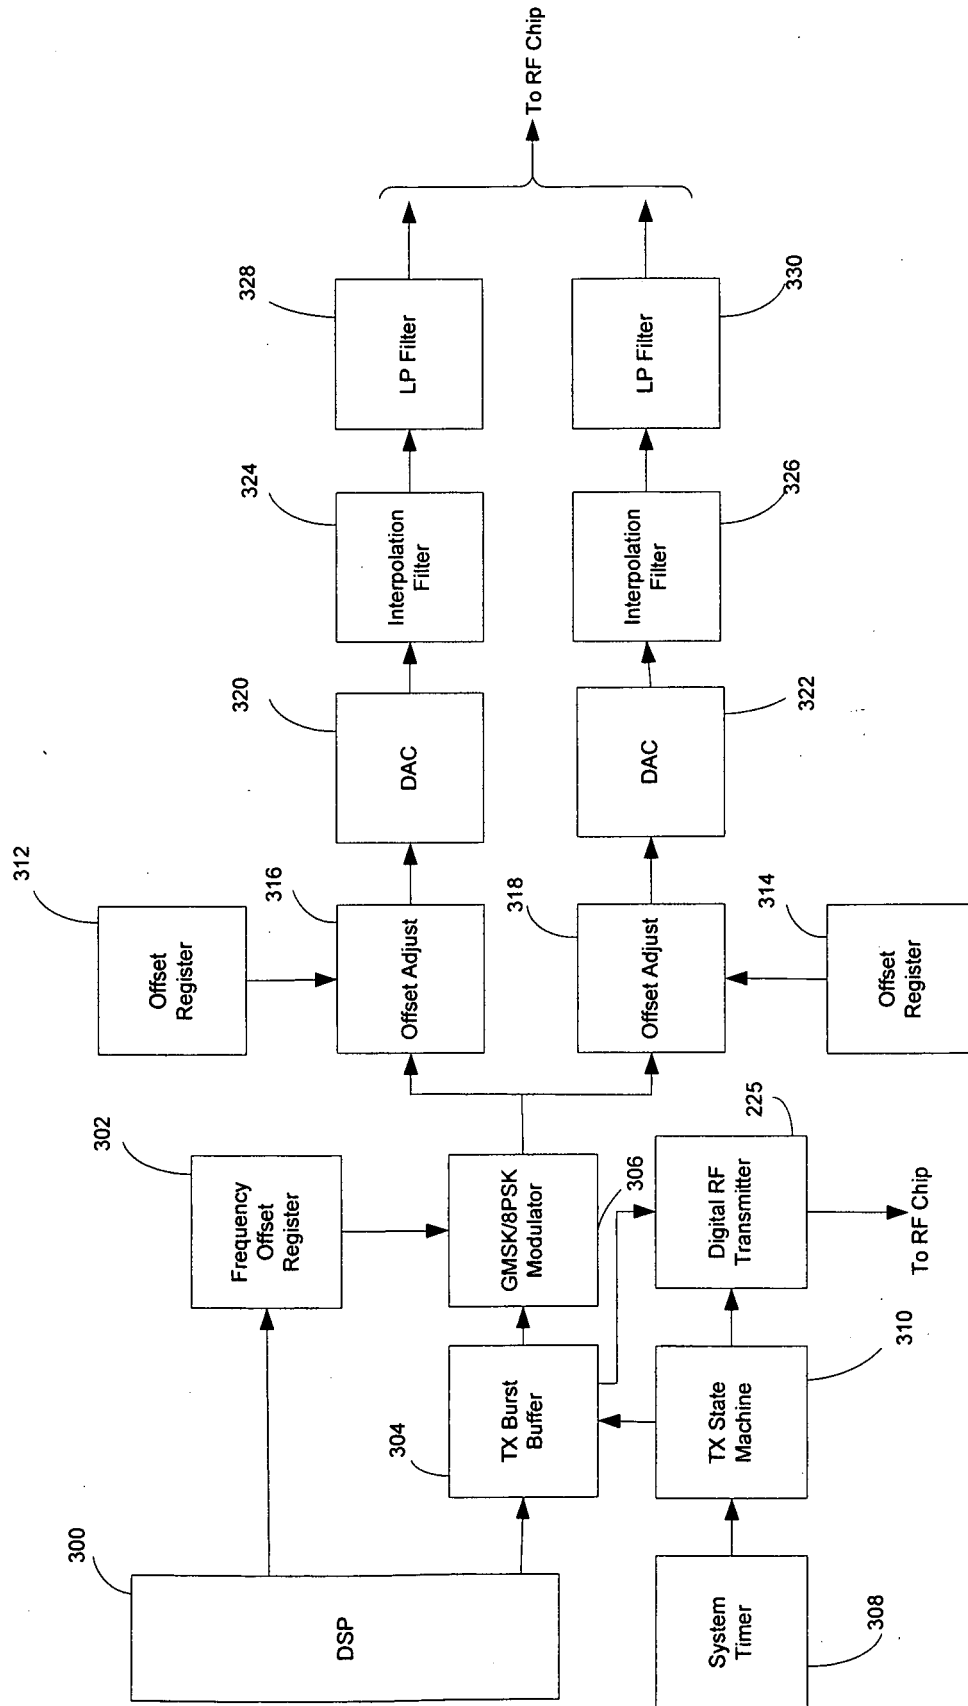 300
DSP
302
Frequency
Offset
Register
304
TX Burst
Buffer
GMSK/8PSK
Modulator
306
System
Timer
308
TX State
Machine
310
Digital RF
Transmitter
225
To RF Chip
312
Offset
Register
316
Offset Adjust
320
DAC
324
Interpolation
Filter
328
LP Filter
318
Offset Adjust
314
Offset
Register
322
DAC
326
Interpolation
Filter
330
LP Filter
To RF Chip